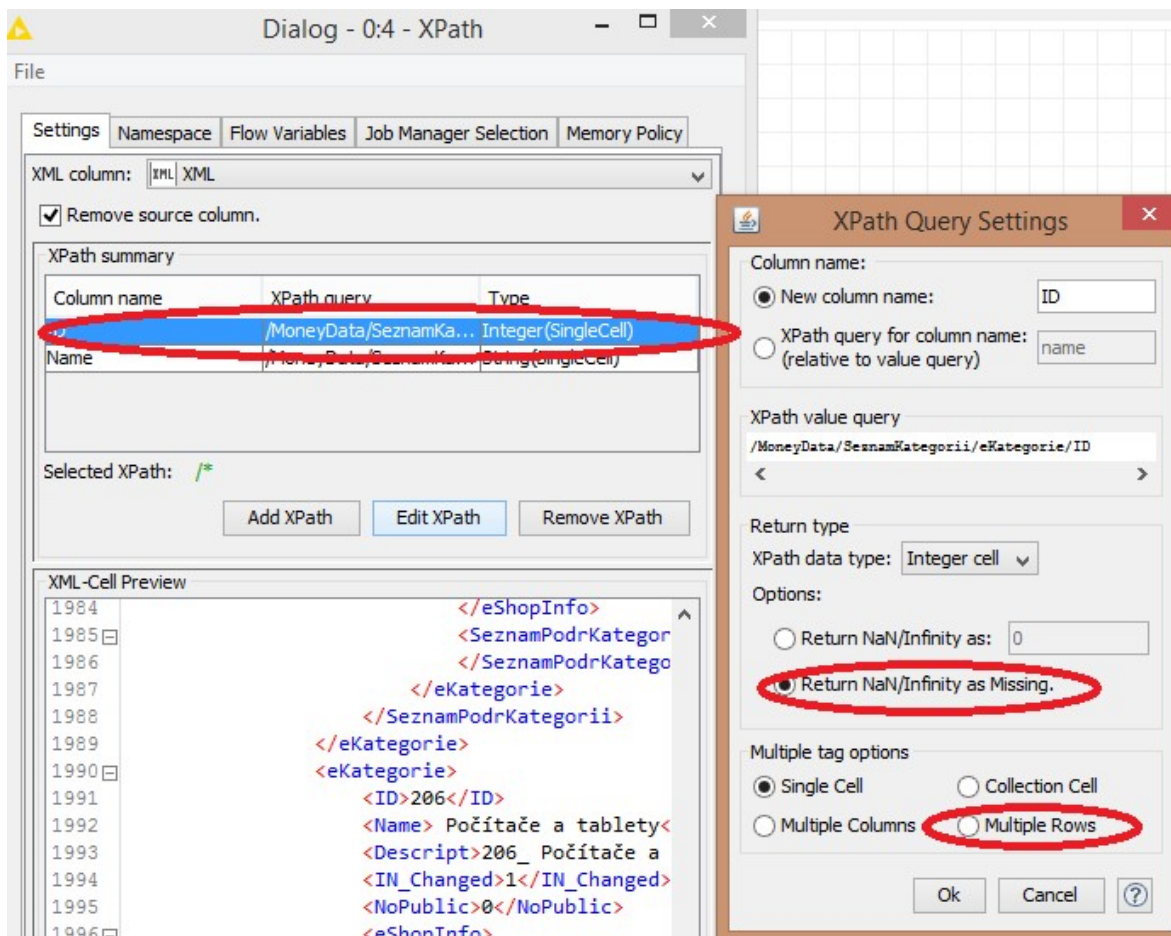 Dialog - 0:4 - XPath
File
Settings Namespace Flow Variables Job Manager Selection Memory Policy
XML column: XML XML
Remove source column.
XPath summary
Column name XPath query Type
ID /MoneyData/SeznamKa... Integer(SingleCell)
Name /MoneyData/SeznamKa... String(SingleCell)
Selected XPath: /*
Add XPath Edit XPath Remove XPath
XML-Cell Preview
1984 </eShopInfo>
1985 <SeznamPodrKategor
1986 </SeznamPodrKatego
1987 </eKategorie>
1988 </SeznamPodrKategorii>
1989 </eKategorie>
1990 <eKategorie>
1991 <ID>206</ID>
1992 <Name> Počítače a tablety<
1993 <Descript>206_ Počítače a
1994 <IN_Changed>1</IN_Changed>
1995 <NoPublic>0</NoPublic>
1996 <eShopInfo>
XPath Query Settings
Column name:
New column name: ID
XPath query for column name: name
(relative to value query)
XPath value query
/MoneyData/SeznamKategorii/eKategorie/ID
Return type
XPath data type: Integer cell
Options:
Return NaN/Infinity as: 0
Return NaN/Infinity as Missing.
Multiple tag options
Single Cell Collection Cell
Multiple Columns Multiple Rows
Ok Cancel ?